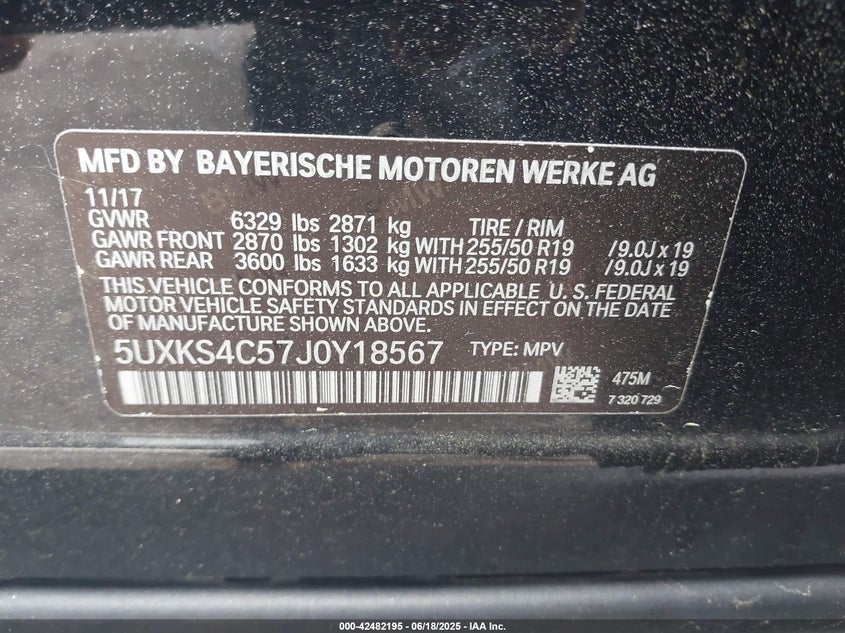 MFD BY BAYERISCHE MOTOREN WERKE AG
11/17
GVWR 6329 lbs 2871 kg TIRE / RIM
GAWR FRONT 2870 lbs 1302 kg WITH 255/50 R19 /9.0J x 19
GAWR REAR 3600 lbs 1633 kg WITH 255/50 R19 /9.0J x 19
THIS VEHICLE CONFORMS TO ALL APPLICABLE U. S. FEDERAL
MOTOR VEHICLE SAFETY STANDARDS IN EFFECT ON THE DATE
OF MANUFACTURE SHOWN ABOVE.
5UXKS4C57J0Y18567 TYPE: MPV
475M
7 320 729
000-42482195 - 06/18/2025 - IAA Inc.